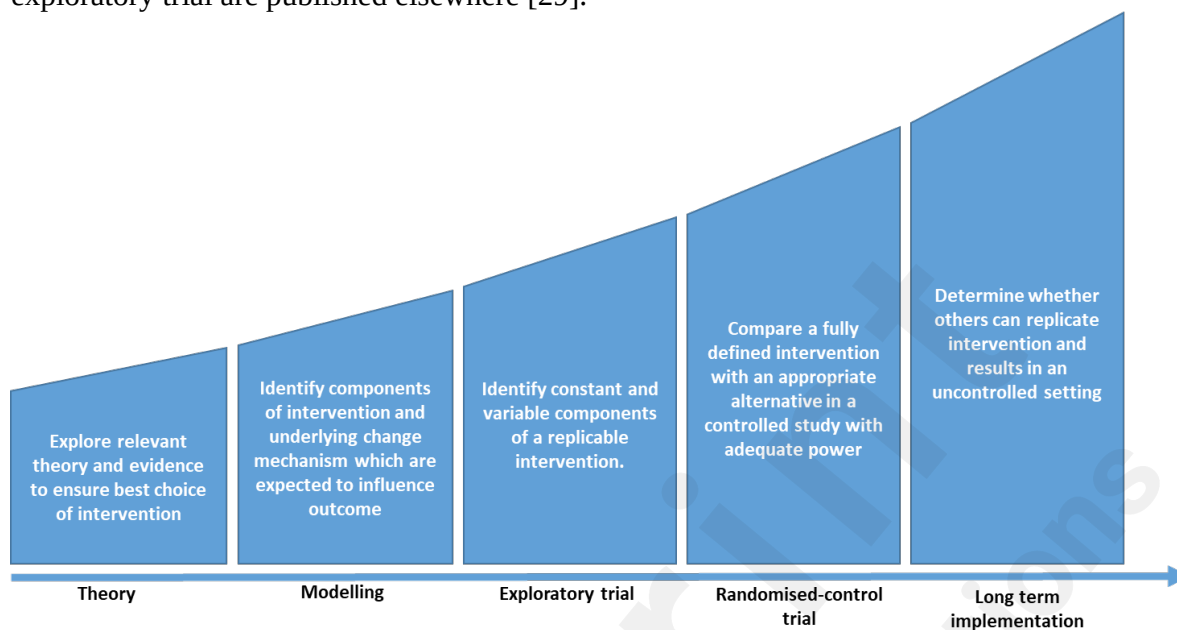 exploratory trial are published elsewhere [29].
Explore relevant
theory and evidence
to ensure best choice
of intervention
Identify components
of intervention and
underlying change
mechanism which are
expected to influence
outcome
Identify constant and
variable components
of a replicable
intervention.
Compare a fully
defined intervention
with an appropriate
alternative in a
controlled study with
adequate power
Determine whether
others can replicate
intervention and
results in an
uncontrolled setting
Theory
Modelling
Exploratory trial
Randomised-control
trial
Long term
implementation